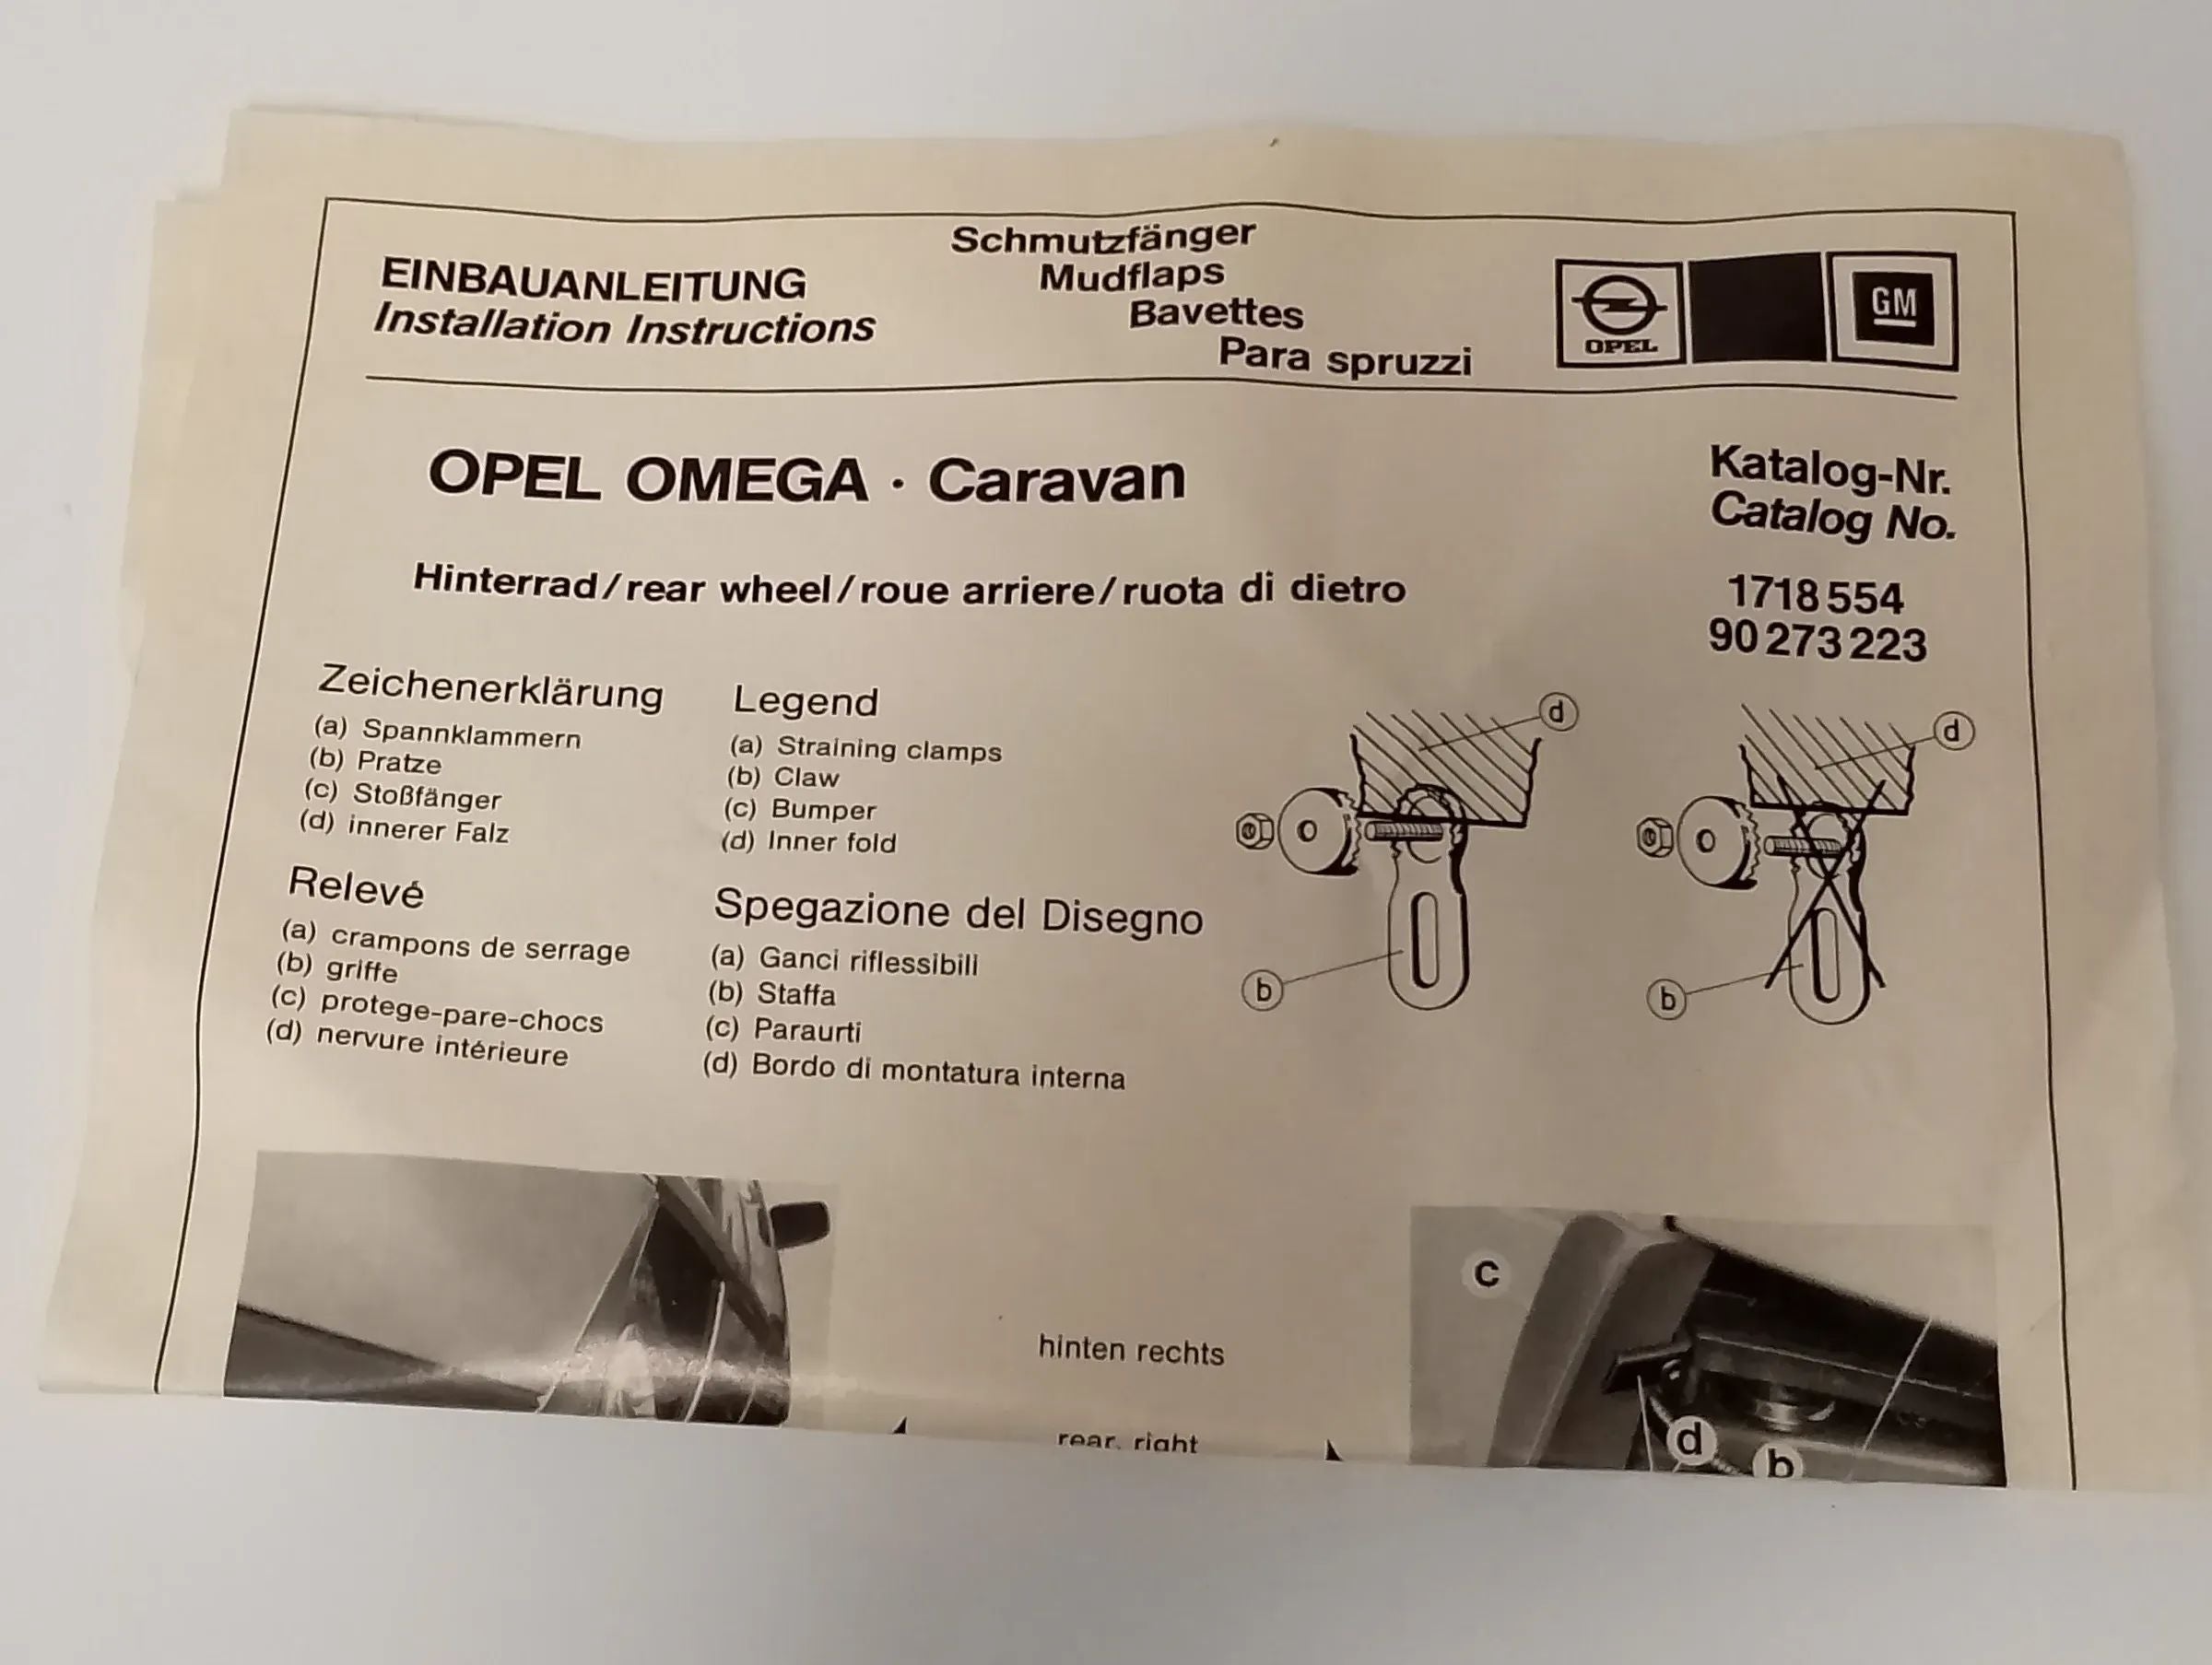 EINBAUANLEITUNG
Installation Instructions
Schmutzfänger
Mudflaps
Bavettes
Para spruzzi
OPEL
GM
OPEL OMEGA · Caravan
Katalog-Nr.
Catalog No.
1718 554
90 273 223
Hinterrad/rear wheel/roue arriere/ruota di dietro
Zeichenerklärung
(a) Spannklammern
(b) Pratze
(c) Stoßfänger
(d) innerer Falz
Legend
(a) Straining clamps
(b) Claw
(c) Bumper
(d) Inner fold
Relevé
(a) crampons de serrage
(b) griffe
(c) protege-pare-chocs
(d) nervure intérieure
Spegazione del Disegno
(a) Ganci riflessibili
(b) Staffa
(c) Paraurti
(d) Bordo di montatura interna
d
b
d
b
hinten rechts
rear, right
c
d
b